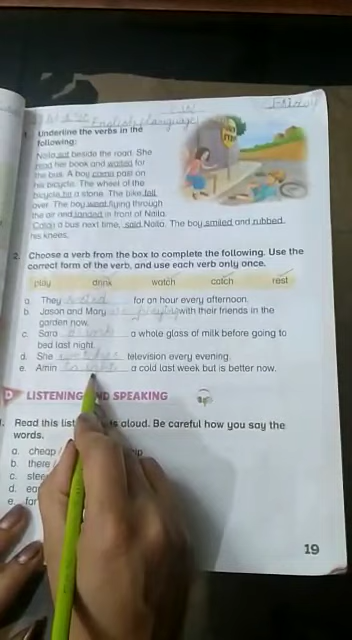 English Language
1. Underline the verbs in the
following:
Naila sat beside the road. She
read her book and waited for
the bus. A boy came past on
his bicycle. The wheel of the
bicycle hit a stone. The bike fell
over. The boy went flying through
the air and landed in front of Naila.
Catch a bus next time, said Naila. The boy smiled and rubbed
his knees.
2. Choose a verb from the box to complete the following. Use the
correct form of the verb, and use each verb only once.
play drink watch catch rest
a. They rested for an hour every afternoon.
b. Jason and Mary are playing with their friends in the
garden now.
c. Sara drank a whole glass of milk before going to
bed last night.
d. She watches television every evening.
e. Amin caught a cold last week but is better now.
D LISTENING AND SPEAKING
Read this list aloud. Be careful how you say the
words.
a. cheap
b. there
c.
d.
e. far
19